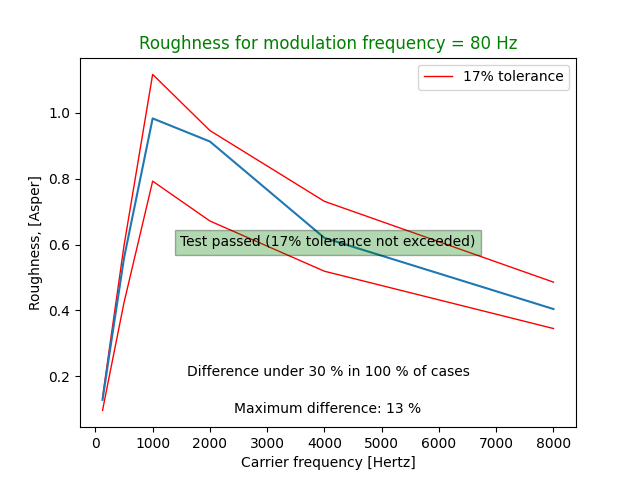 Roughness for modulation frequency = 80 Hz
17% tolerance
1.0
0.8
0.6
0.4
0.2
Roughness, [Asper]
Test passed (17% tolerance not exceeded)
Difference under 30 % in 100 % of cases
Maximum difference: 13 %
0 1000 2000 3000 4000 5000 6000 7000 8000
Carrier frequency [Hertz]